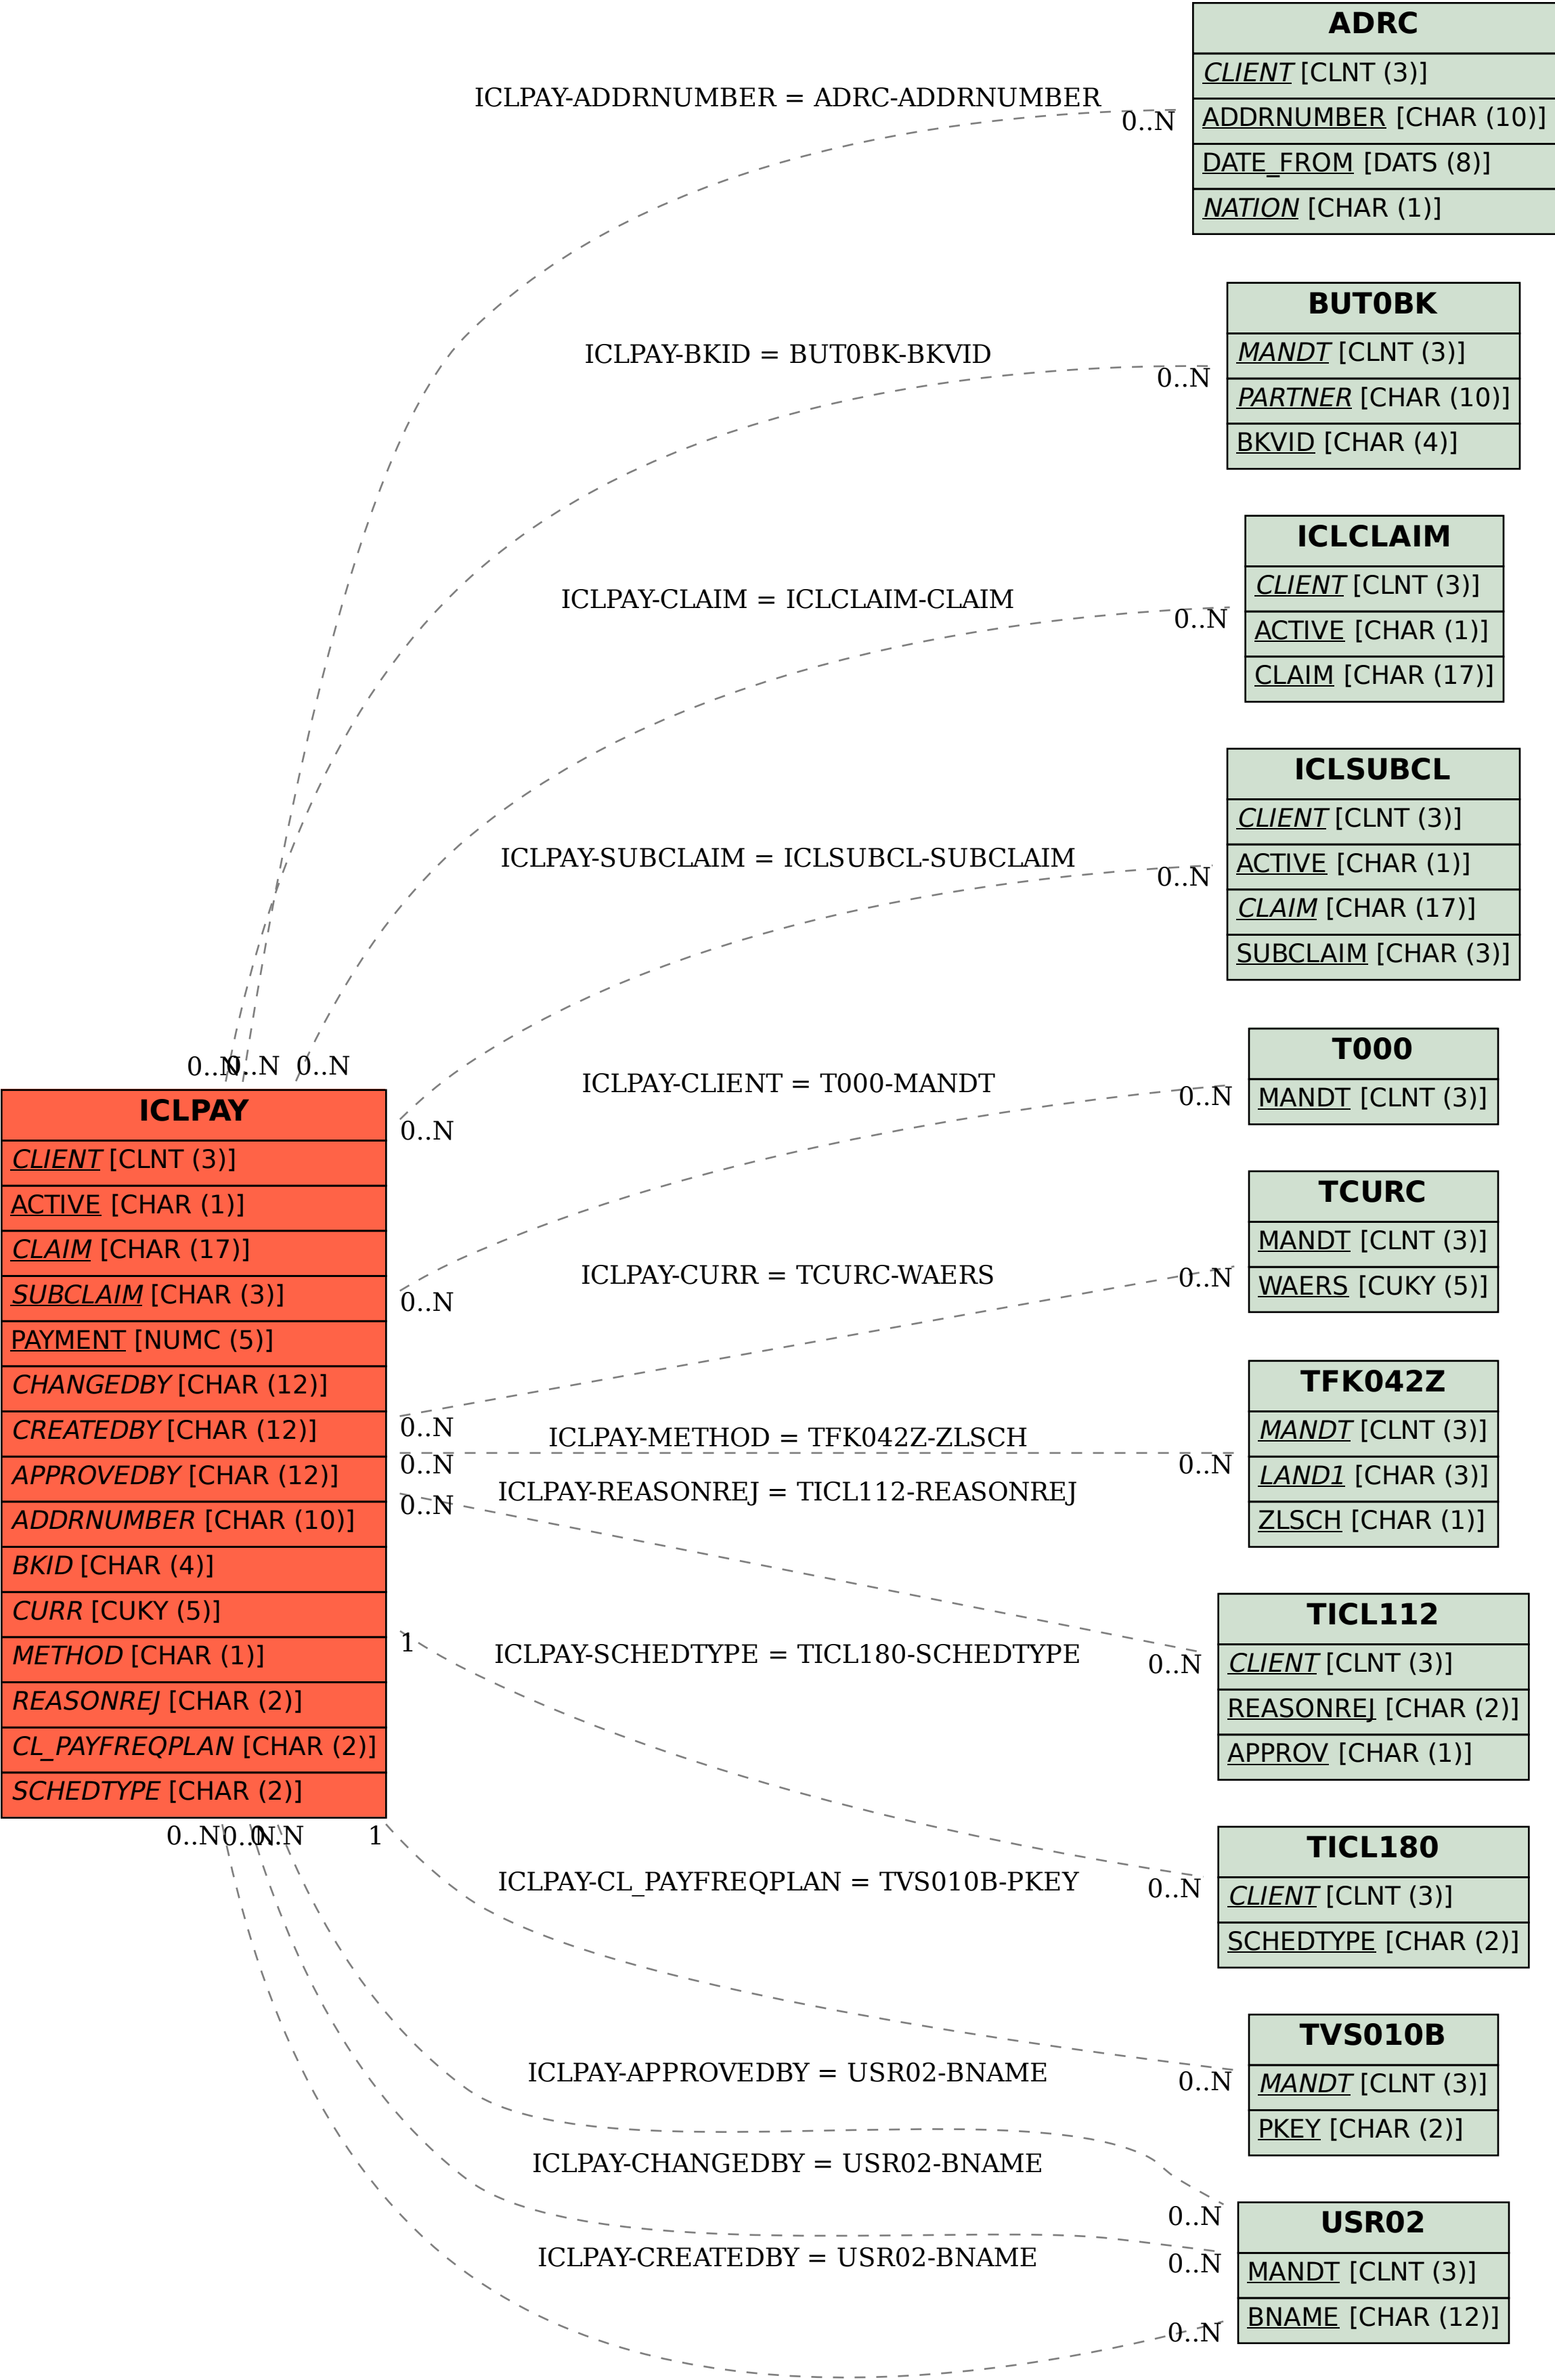 ADRC
CLIENT [CLNT (3)]
ADDRNUMBER [CHAR (10)]
DATE_FROM [DATS (8)]
NATION [CHAR (1)]
ICLPAY-ADDRNUMBER = ADRC-ADDRNUMBER
0..N
BUT0BK
MANDT [CLNT (3)]
PARTNER [CHAR (10)]
BKVID [CHAR (4)]
ICLPAY-BKID = BUT0BK-BKVID
0..N
ICLCLAIM
CLIENT [CLNT (3)]
ACTIVE [CHAR (1)]
CLAIM [CHAR (17)]
ICLPAY-CLAIM = ICLCLAIM-CLAIM
0..N
ICLSUBCL
CLIENT [CLNT (3)]
ACTIVE [CHAR (1)]
CLAIM [CHAR (17)]
SUBCLAIM [CHAR (3)]
ICLPAY-SUBCLAIM = ICLSUBCL-SUBCLAIM
0..N
0..N 0..N 0..N
ICLPAY
CLIENT [CLNT (3)]
ACTIVE [CHAR (1)]
CLAIM [CHAR (17)]
SUBCLAIM [CHAR (3)]
PAYMENT [NUMC (5)]
CHANGEDBY [CHAR (12)]
CREATEDBY [CHAR (12)]
APPROVEDBY [CHAR (12)]
ADDRNUMBER [CHAR (10)]
BKID [CHAR (4)]
CURR [CUKY (5)]
METHOD [CHAR (1)]
REASONREJ [CHAR (2)]
CL_PAYFREQPLAN [CHAR (2)]
SCHEDTYPE [CHAR (2)]
0..N
0..N
0..N
0..N
0..N
1
0..N 0..N 0..N 1
T000
MANDT [CLNT (3)]
ICLPAY-CLIENT = T000-MANDT
0..N
TCURC
MANDT [CLNT (3)]
WAERS [CUKY (5)]
ICLPAY-CURR = TCURC-WAERS
0..N
TFK042Z
MANDT [CLNT (3)]
LAND1 [CHAR (3)]
ZLSCH [CHAR (1)]
ICLPAY-METHOD = TFK042Z-ZLSCH
0..N
ICLPAY-REASONREJ = TICL112-REASONREJ
TICL112
CLIENT [CLNT (3)]
REASONREJ [CHAR (2)]
APPROV [CHAR (1)]
0..N
ICLPAY-SCHEDTYPE = TICL180-SCHEDTYPE
TICL180
CLIENT [CLNT (3)]
SCHEDTYPE [CHAR (2)]
0..N
ICLPAY-CL_PAYFREQPLAN = TVS010B-PKEY
TVS010B
MANDT [CLNT (3)]
PKEY [CHAR (2)]
0..N
ICLPAY-APPROVEDBY = USR02-BNAME
0..N
ICLPAY-CHANGEDBY = USR02-BNAME
0..N
ICLPAY-CREATEDBY = USR02-BNAME
0..N
USR02
MANDT [CLNT (3)]
BNAME [CHAR (12)]